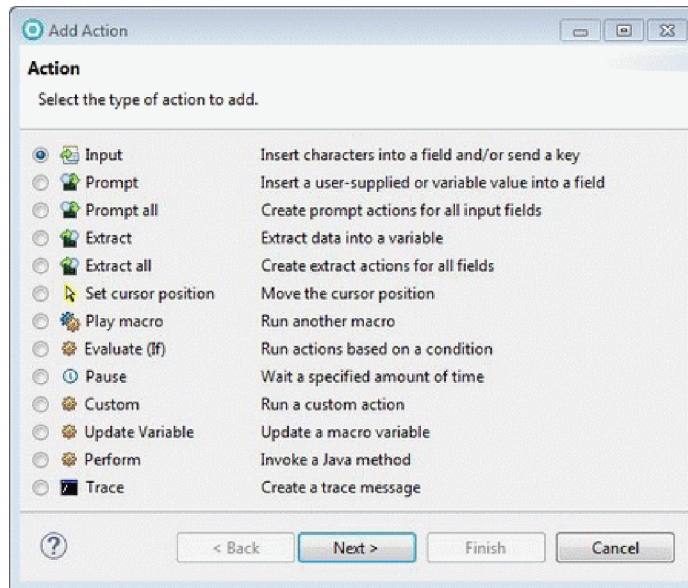 Add Action
Action
Select the type of action to add.
Input Insert characters into a field and/or send a key
Prompt Insert a user-supplied or variable value into a field
Prompt all Create prompt actions for all input fields
Extract Extract data into a variable
Extract all Create extract actions for all fields
Set cursor position Move the cursor position
Play macro Run another macro
Evaluate (If) Run actions based on a condition
Pause Wait a specified amount of time
Custom Run a custom action
Update Variable Update a macro variable
Perform Invoke a Java method
Trace Create a trace message
? < Back Next > Finish Cancel